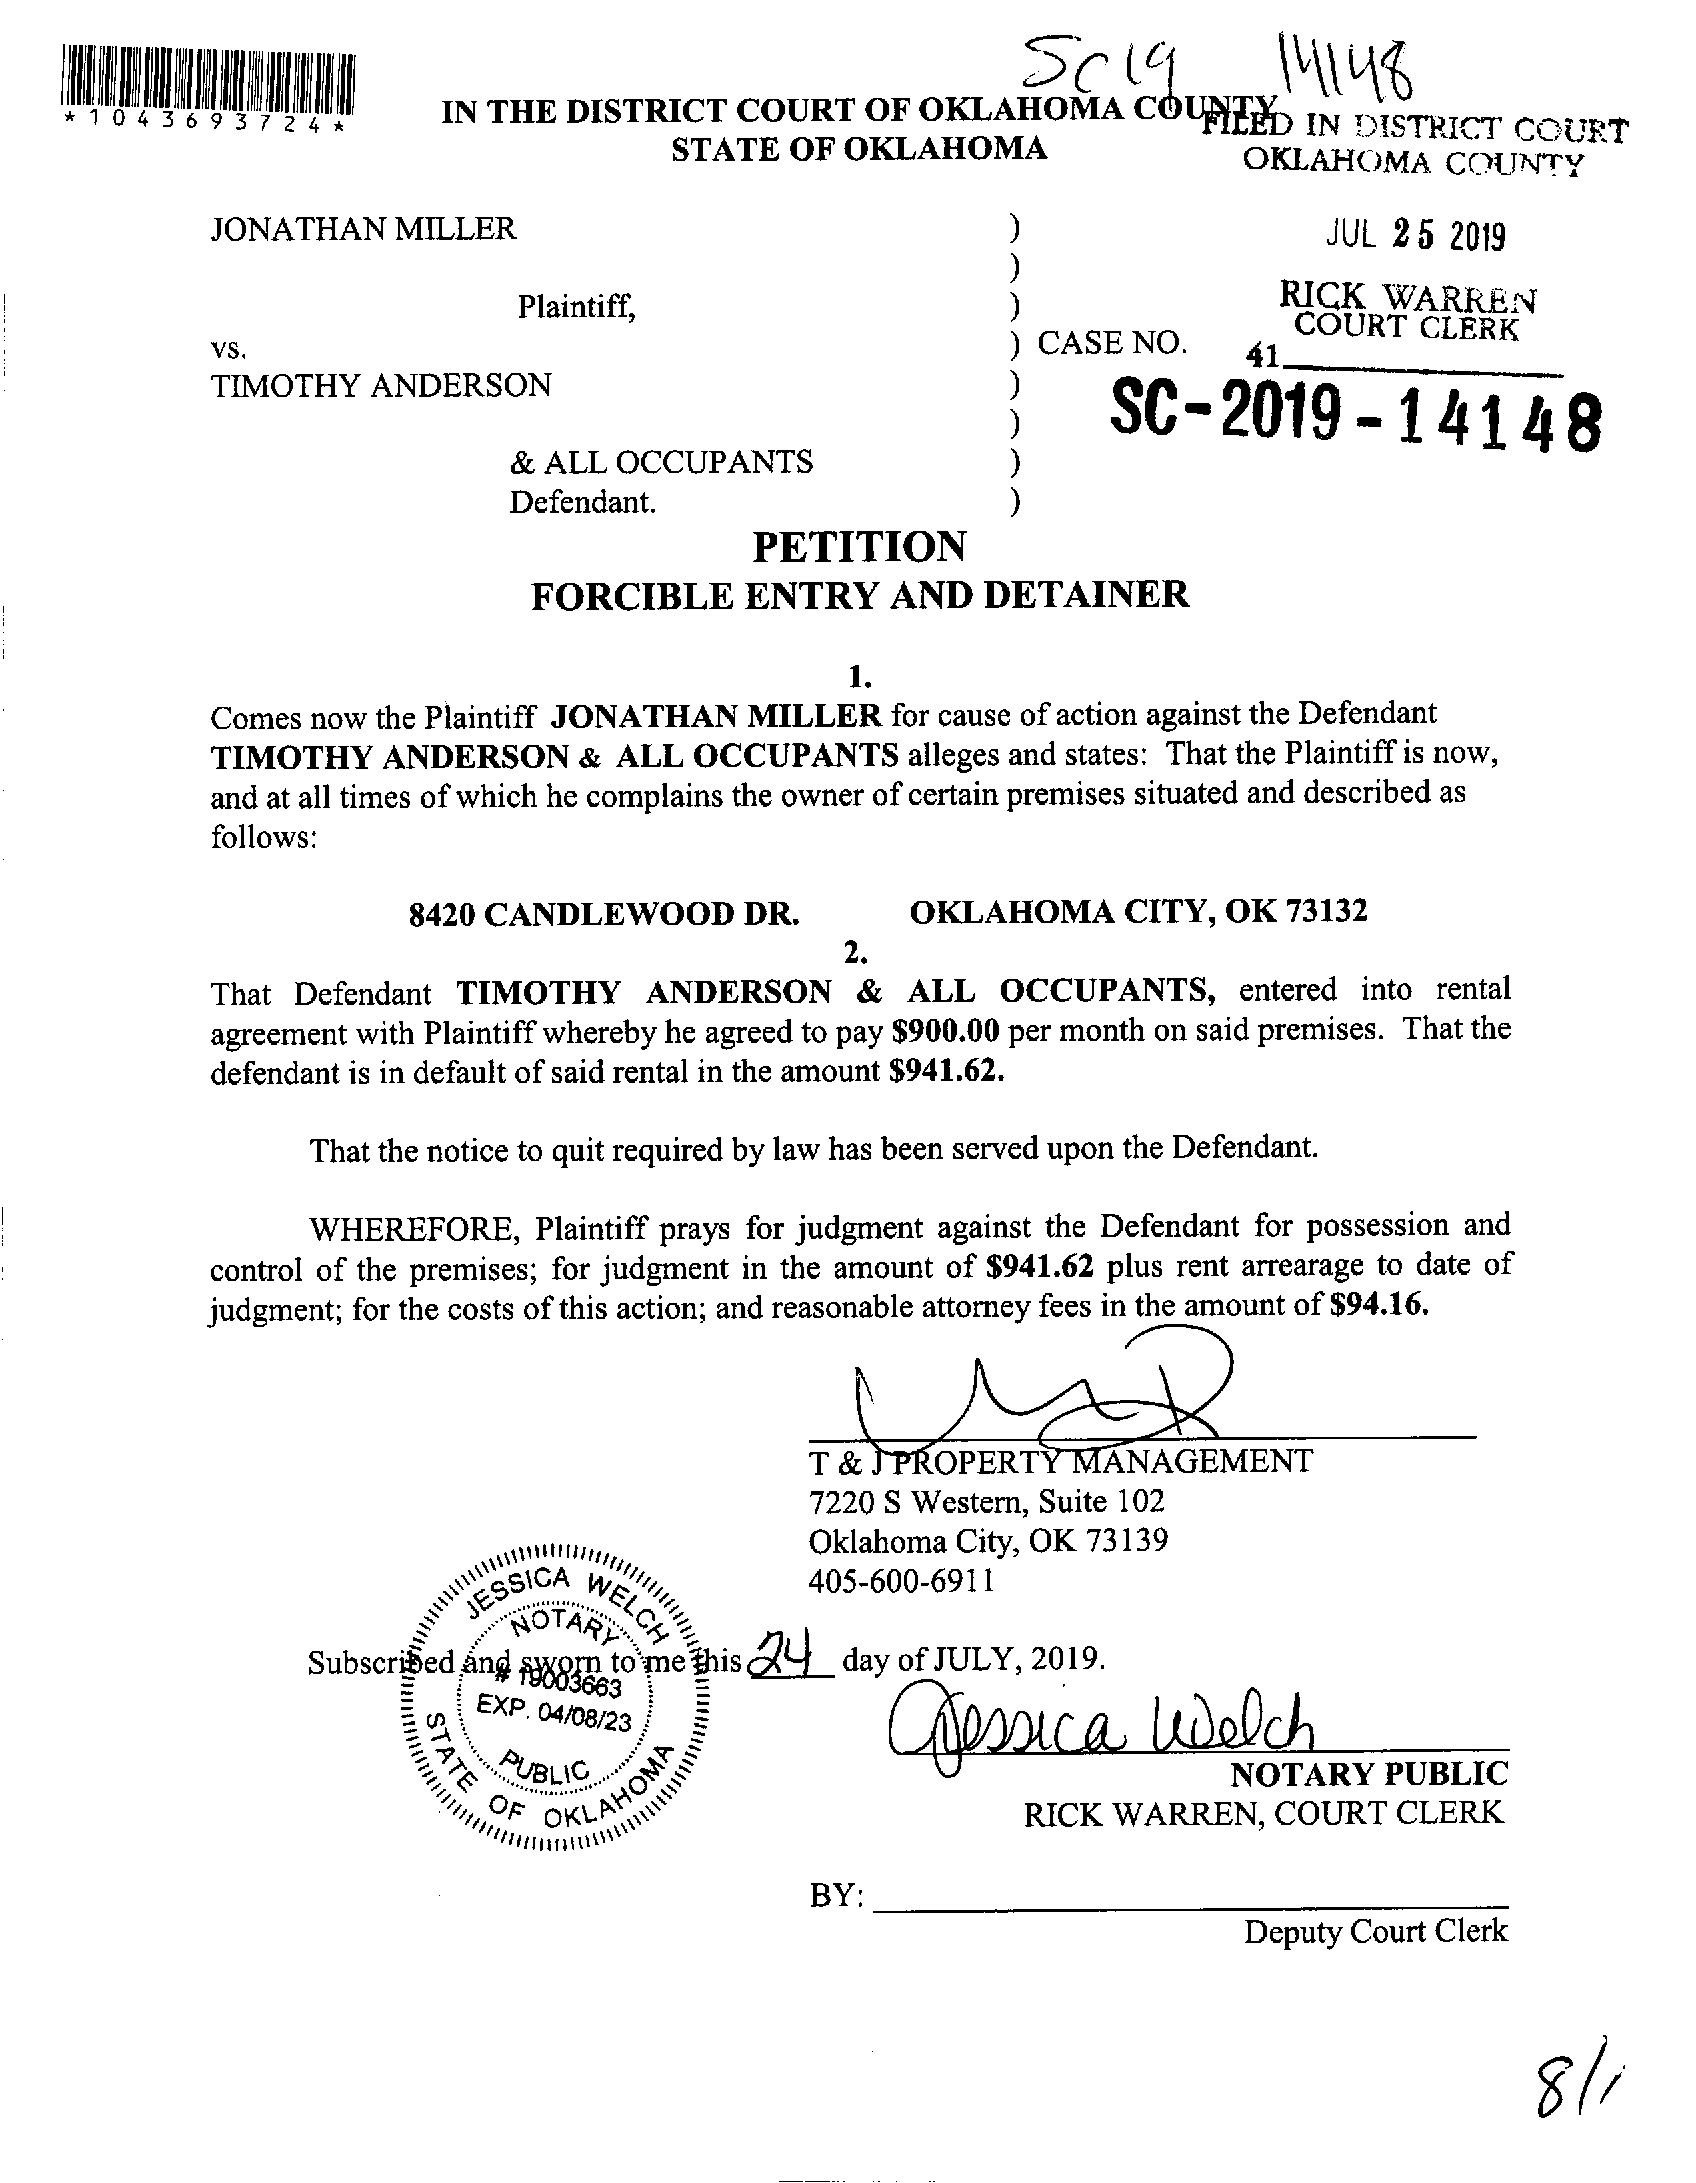 SC19 14148
*1043693724*
IN THE DISTRICT COURT OF OKLAHOMA COUNTY
STATE OF OKLAHOMA
FILED IN DISTRICT COURT
OKLAHOMA COUNTY
JUL 25 2019
RICK WARREN
COURT CLERK
41
JONATHAN MILLER )
)
Plaintiff, )
vs. ) CASE NO.
TIMOTHY ANDERSON )
SC-2019-14148
)
& ALL OCCUPANTS )
Defendant. )
PETITION
FORCIBLE ENTRY AND DETAINER
1.
Comes now the Plaintiff JONATHAN MILLER for cause of action against the Defendant
TIMOTHY ANDERSON & ALL OCCUPANTS alleges and states: That the Plaintiff is now,
and at all times of which he complains the owner of certain premises situated and described as
follows:
8420 CANDLEWOOD DR. OKLAHOMA CITY, OK 73132
2.
That Defendant TIMOTHY ANDERSON & ALL OCCUPANTS, entered into rental
agreement with Plaintiff whereby he agreed to pay $900.00 per month on said premises. That the
defendant is in default of said rental in the amount $941.62.
That the notice to quit required by law has been served upon the Defendant.
WHEREFORE, Plaintiff prays for judgment against the Defendant for possession and
control of the premises; for judgment in the amount of $941.62 plus rent arrearage to date of
judgment; for the costs of this action; and reasonable attorney fees in the amount of $94.16.
T & J PROPERTY MANAGEMENT
7220 S Western, Suite 102
Oklahoma City, OK 73139
405-600-6911
Subscribed and sworn to me this 24 day of JULY, 2019.
JESSICA WELCH
NOTARY
# 19003663
EXP. 04/08/23
PUBLIC
STATE OF OKLAHOMA
Jessica Welch
NOTARY PUBLIC
RICK WARREN, COURT CLERK
BY:
Deputy Court Clerk
8/1